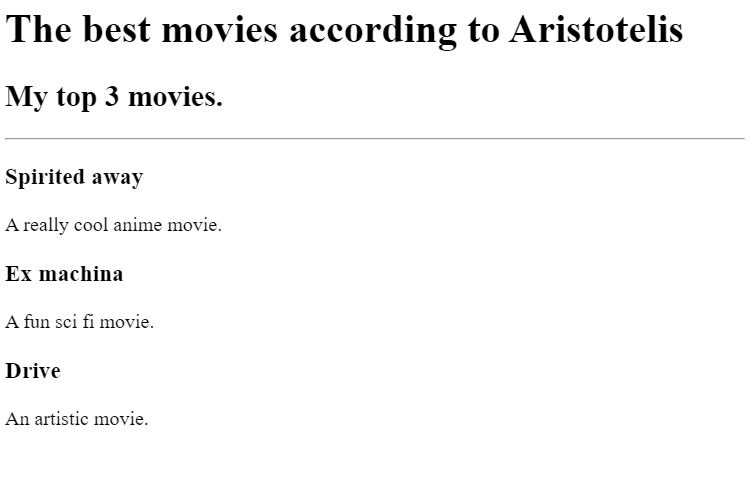 The best movies according to Aristotelis
My top 3 movies.
Spirited away
A really cool anime movie.
Ex machina
A fun sci fi movie.
Drive
An artistic movie.